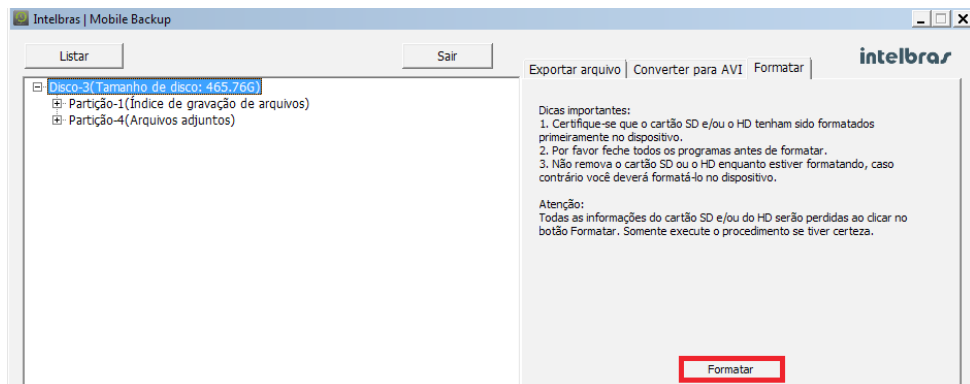 Intelbras | Mobile Backup
Listar
Sair
intelbras
Exportar arquivo
Converter para AVI
Formatar
Disco-3(Tamanho de disco: 465.76G)
Partição-1(Índice de gravação de arquivos)
Partição-4(Arquivos adjuntos)
Dicas importantes:
1. Certifique-se que o cartão SD e/ou o HD tenham sido formatados
primeiramente no dispositivo.
2. Por favor feche todos os programas antes de formatar.
3. Não remova o cartão SD ou o HD enquanto estiver formatando, caso
contrário você deverá formatá-lo no dispositivo.
Atenção:
Todas as informações do cartão SD e/ou do HD serão perdidas ao clicar no
botão Formatar. Somente execute o procedimento se tiver certeza.
Formatar